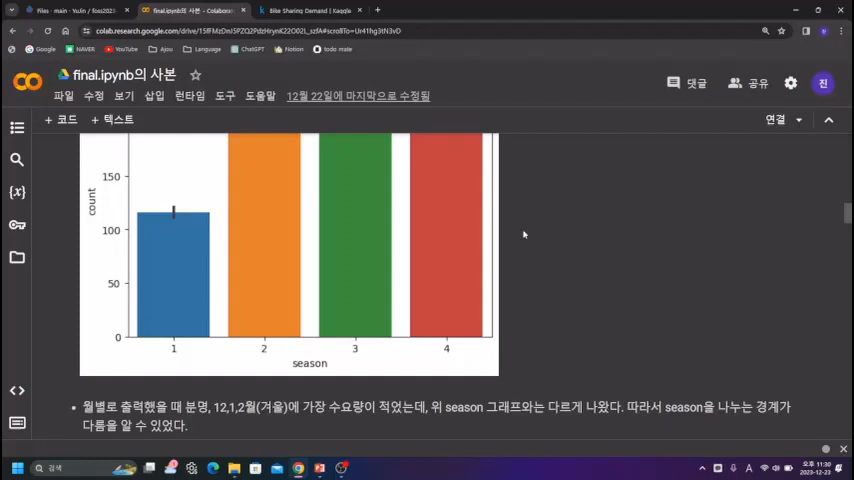 Files · main · YuJin / foss2023-
final.ipynb의 사본 - Colaborato
Bike Sharing Demand | Kaggle
colab.research.google.com/drive/
Google
NAVER
YouTube
Ajou
Language
ChatGPT
Notion
todo mate
final.ipynb의 사본
댓글
공유
진
파일 수정 보기 삽입 런타임 도구 도움말 12월 22일에 마지막으로 수정됨
+ 코드 + 텍스트
연결
{x}
150
100
50
0
count
1 2 3 4
season
• 월별로 출력했을 때 분명, 12,1,2월(겨울)에 가장 수요량이 적었는데, 위 season 그래프와는 다르게 나왔다. 따라서 season을 나누는 경계가
다름을 알 수 있었다.
검색
A
오후 11:30
2023-12-23